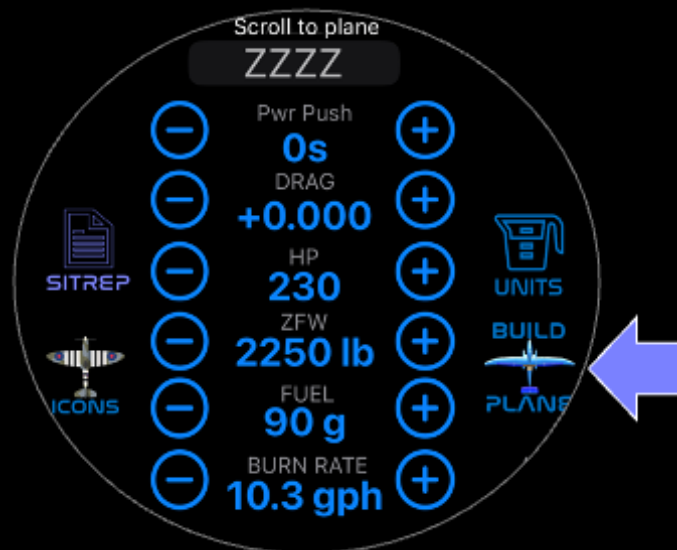 Scroll to plane
ZZZZ
Pwr Push
0s
DRAG
+0.000
HP
230
SITREP
UNITS
ZFW
2250 lb
BUILD
PLANE
ICONS
FUEL
90 g
BURN RATE
10.3 gph